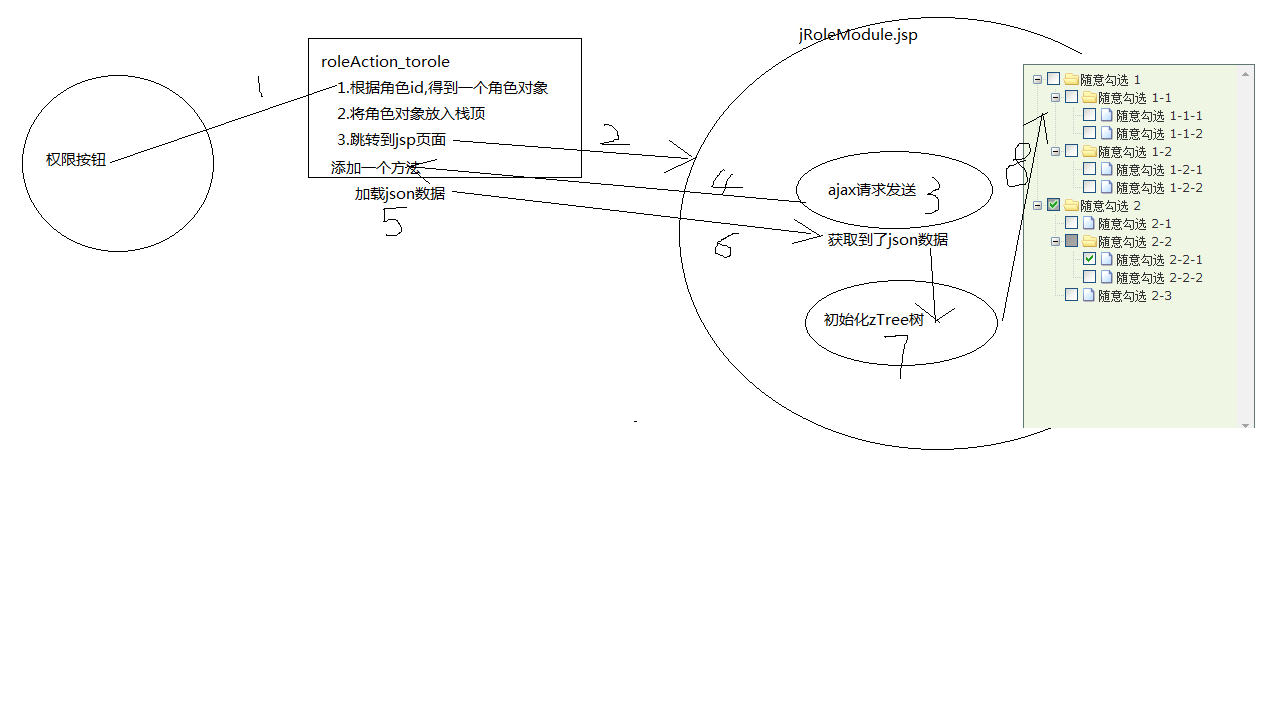 权限按钮
1
roleAction_torole
1.根据角色id,得到一个角色对象
2.将角色对象放入栈顶
3.跳转到jsp页面
添加一个方法
加载json数据
5
2
4
6
jRoleModule.jsp
ajax请求发送 3
获取到了json数据
初始化zTree树
7
8
随意勾选 1
随意勾选 1-1
随意勾选 1-1-1
随意勾选 1-1-2
随意勾选 1-2
随意勾选 1-2-1
随意勾选 1-2-2
随意勾选 2
随意勾选 2-1
随意勾选 2-2
随意勾选 2-2-1
随意勾选 2-2-2
随意勾选 2-3